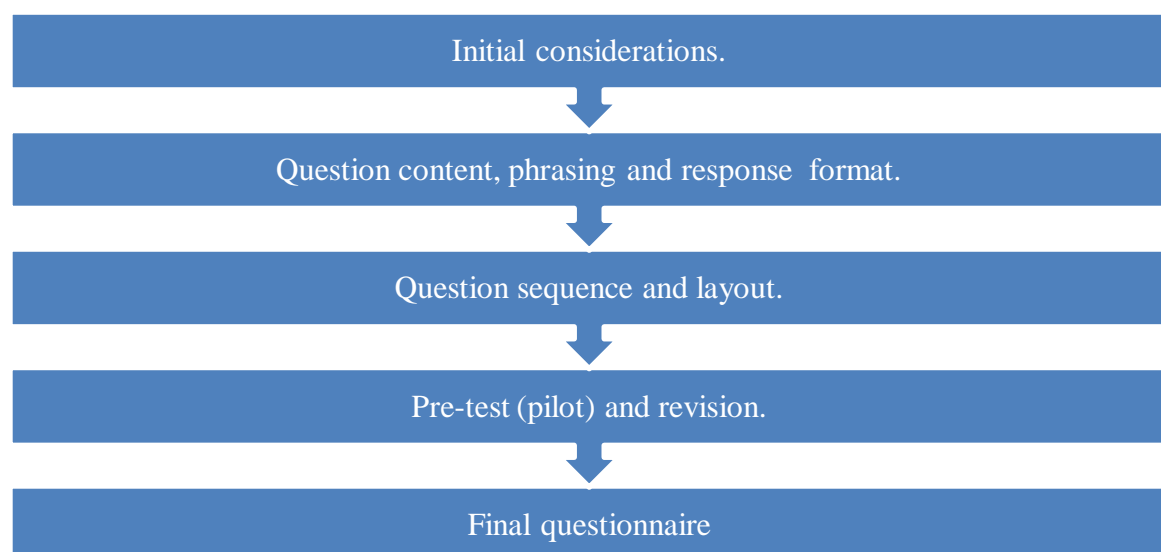 Initial considerations.
Question content, phrasing and response format.
Question sequence and layout.
Pre-test (pilot) and revision.
Final questionnaire